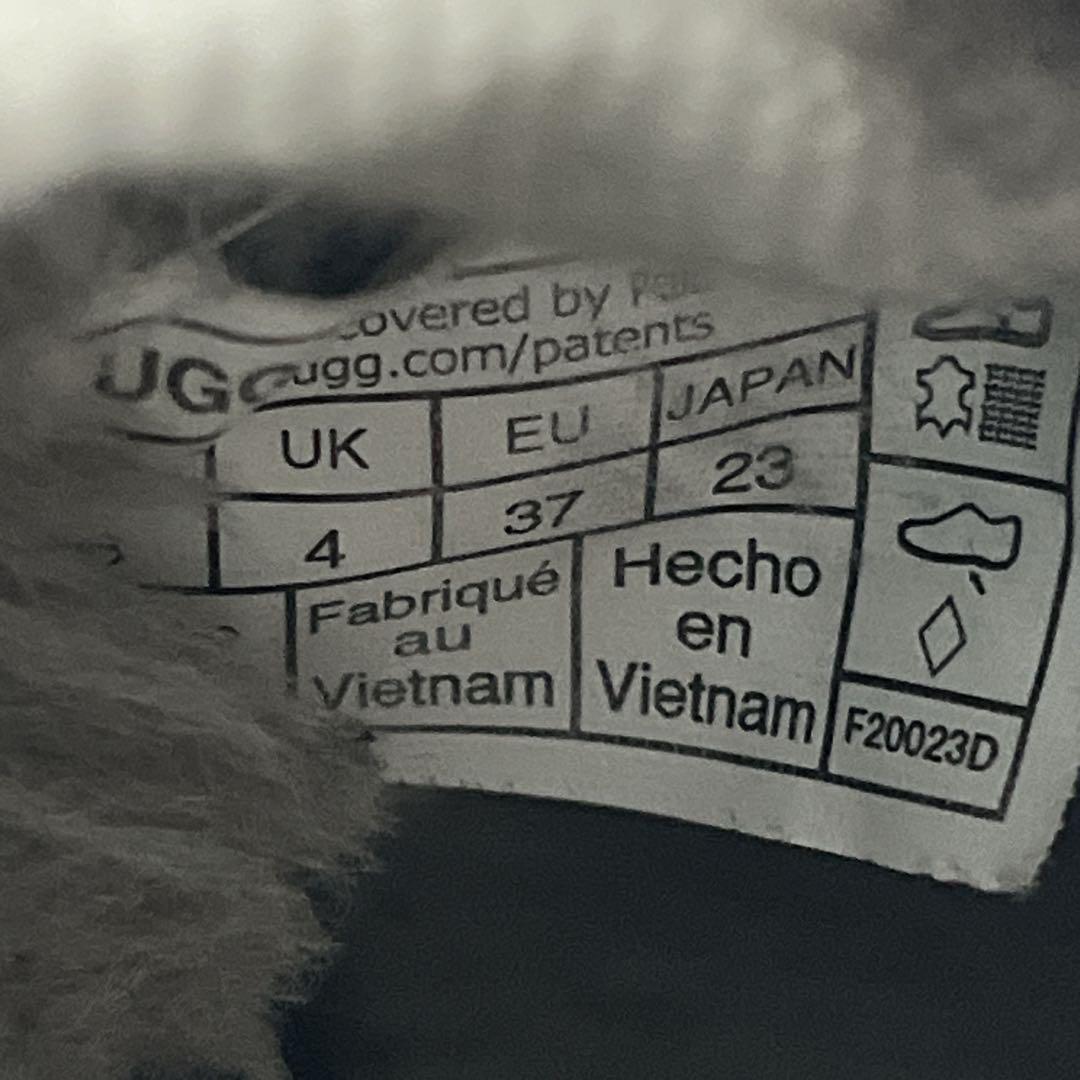 covered by
UGG
ugg.com/patents
UK EU JAPAN
4 37 23
Fabriqué
au
Vietnam
Hecho
en
Vietnam
F20023D